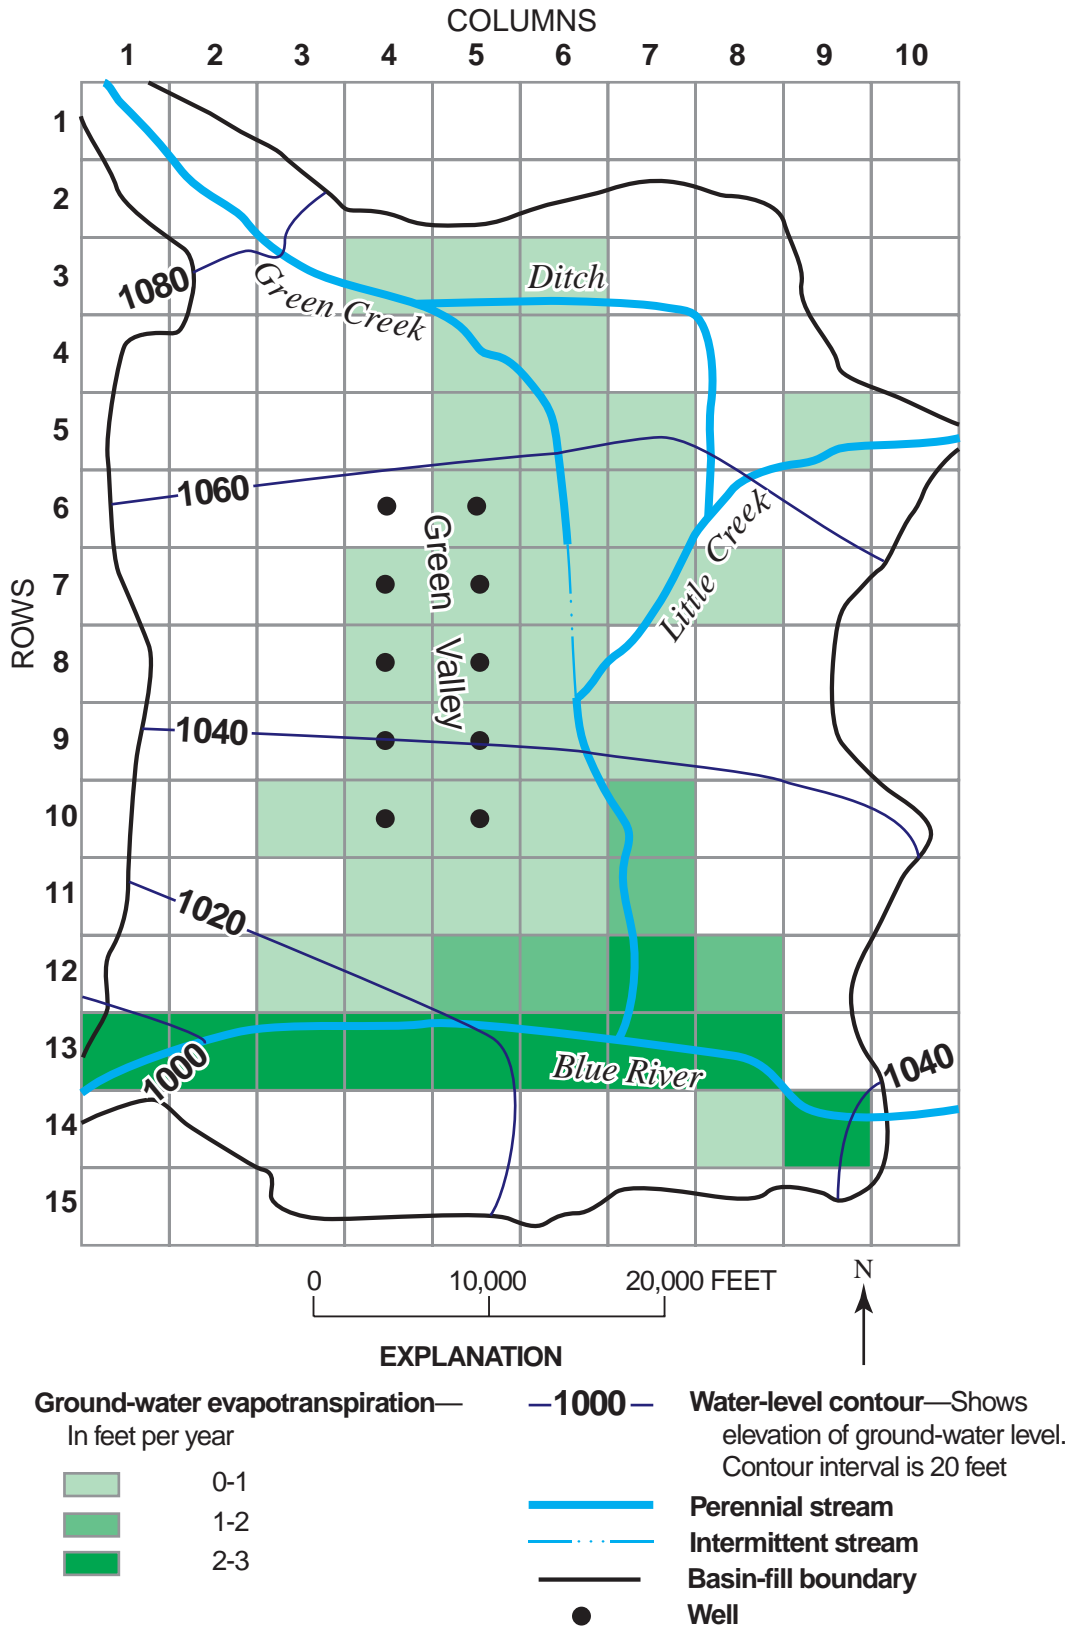 COLUMNS
1 2 3 4 5 6 7 8 9 10
ROWS
1
2
3
4
5
6
7
8
9
10
11
12
13
14
15
1080
Green Creek
Ditch
1060
Little Creek
Green
Valley
1040
1020
1000
Blue River
1040
0 10,000 20,000 FEET
N
EXPLANATION
Ground-water evapotranspiration—
In feet per year
0-1
1-2
2-3
1000
Water-level contour—Shows
elevation of ground-water level.
Contour interval is 20 feet
Perennial stream
Intermittent stream
Basin-fill boundary
Well